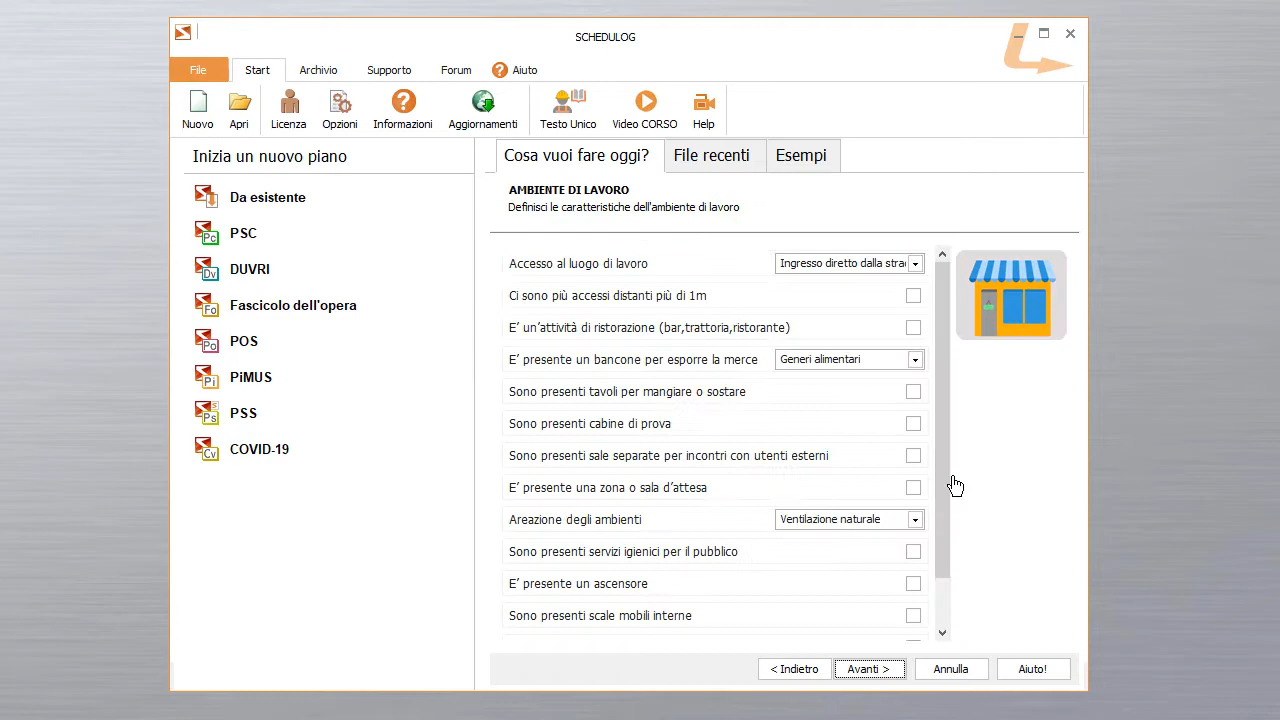 SCHEDULOG
File Start Archivio Supporto Forum Aiuto
Nuovo Apri Licenza Opzioni Informazioni Aggiornamenti Testo Unico Video CORSO Help
Inizia un nuovo piano
Da esistente
PSC
DUVRI
Fascicolo dell'opera
POS
PiMUS
PSS
COVID-19
Cosa vuoi fare oggi? File recenti Esempi
AMBIENTE DI LAVORO
Definisci le caratteristiche dell'ambiente di lavoro
Accesso al luogo di lavoro Ingresso diretto dalla strad
Ci sono più accessi distanti più di 1m
E' un'attività di ristorazione (bar,trattoria,ristorante)
E' presente un bancone per esporre la merce Generi alimentari
Sono presenti tavoli per mangiare o sostare
Sono presenti cabine di prova
Sono presenti sale separate per incontri con utenti esterni
E' presente una zona o sala d'attesa
Areazione degli ambienti Ventilazione naturale
Sono presenti servizi igienici per il pubblico
E' presente un ascensore
Sono presenti scale mobili interne
< Indietro Avanti > Annulla Aiuto!